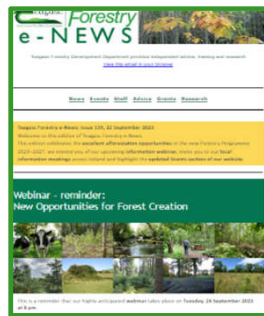 Forestry
e-NEWS
Teagasc Forestry Development Department provides independent advice, training and research
View this email in your browser
News Events Staff Advice Grants Research
Teagasc Forestry e-News: Issue 129, 22 September 2023
Welcome to this edition of Teagasc Forestry e-News.
This edition celebrates the excellent afforestation opportunities in the new Forestry Programme
2023-2027, we remind you of our upcoming information webinar, invite you to our local
information meetings across Ireland and highlight the updated Grants section of our website.
Webinar - reminder:
New Opportunities for Forest Creation
This is a reminder that our highly anticipated webinar takes place on Tuesday, 26 September 2023
at 8 pm